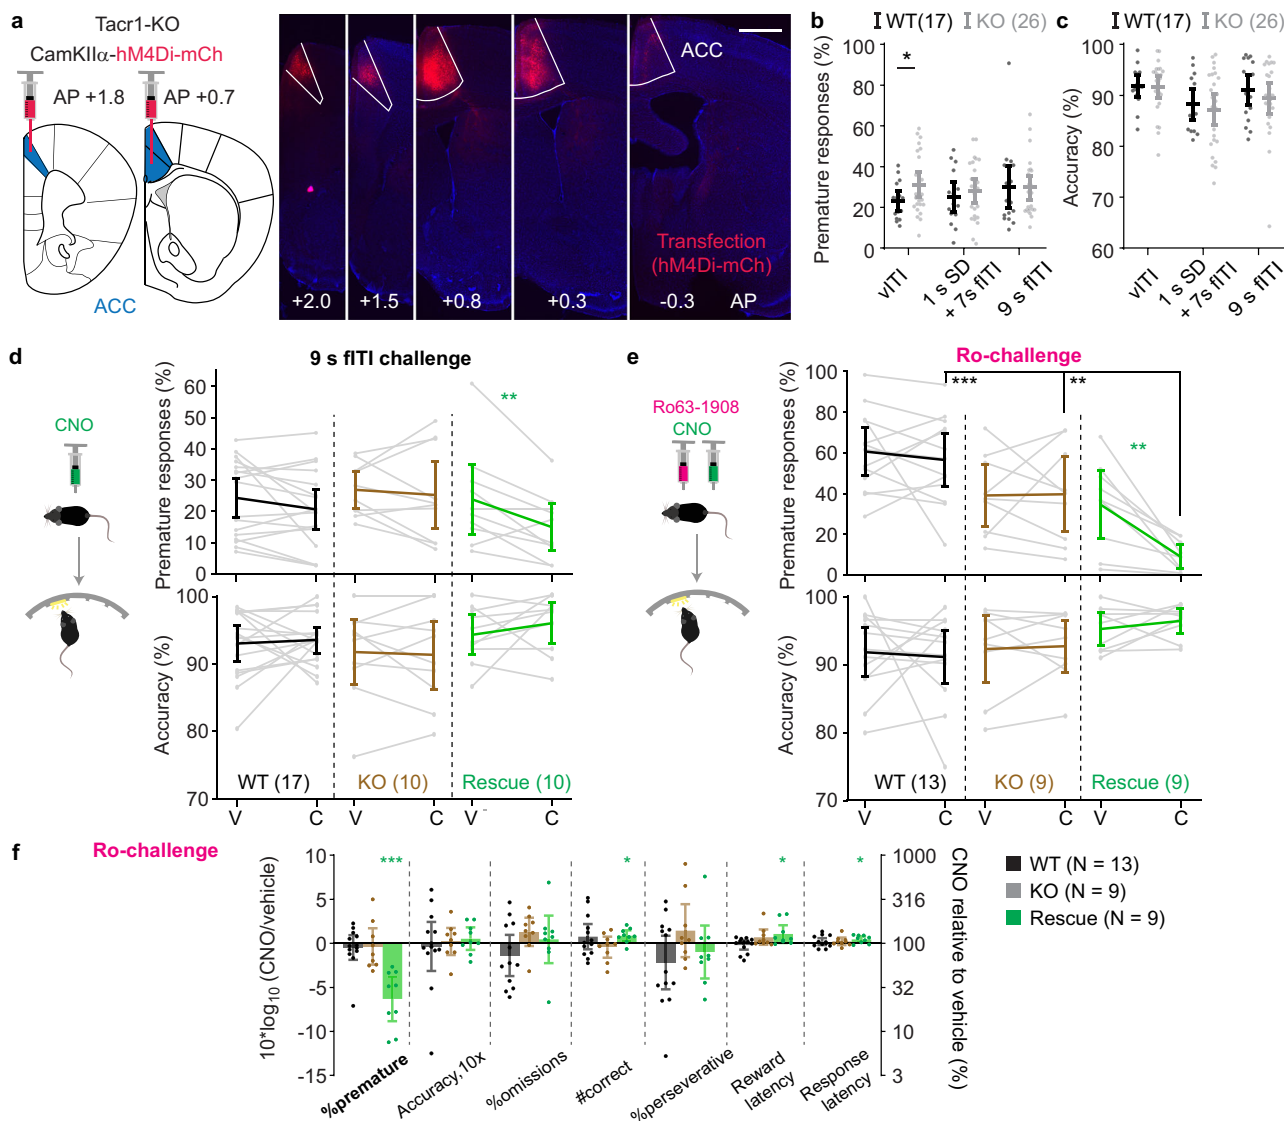 a
Tacr1-KO
CamKIIα-hM4Di-mCh
AP +1.8
AP +0.7
ACC
ACC
Transfection
(hM4Di-mCh)
+2.0
+1.5
+0.8
+0.3
-0.3
AP
b
WT(17)
KO (26)
Premature responses (%)
100
80
60
40
20
0
*
vITI
1 s SD
+ 7s fITI
9 s fITI
c
WT(17)
KO (26)
Accuracy (%)
100
90
80
70
60
vITI
1 s SD
+ 7s fITI
9 s fITI
d
9 s fITI challenge
CNO
Premature responses (%)
60
50
40
30
20
10
0
**
Accuracy (%)
100
90
80
70
WT (17)
KO (10)
Rescue (10)
V
C
V
C
V
C
e
Ro-challenge
Ro63-1908
CNO
Premature responses (%)
100
80
60
40
20
0
***
**
**
Accuracy (%)
100
90
80
70
WT (13)
KO (9)
Rescue (9)
V
C
V
C
V
C
f
Ro-challenge
10*log10 (CNO/vehicle)
10
5
0
-5
-10
-15
***
*
*
*
1000
316
100
32
10
3
CNO relative to vehicle (%)
%premature
Accuracy,10x
%omissions
#correct
%perseverative
Reward
latency
Response
latency
WT (N = 13)
KO (N = 9)
Rescue (N = 9)